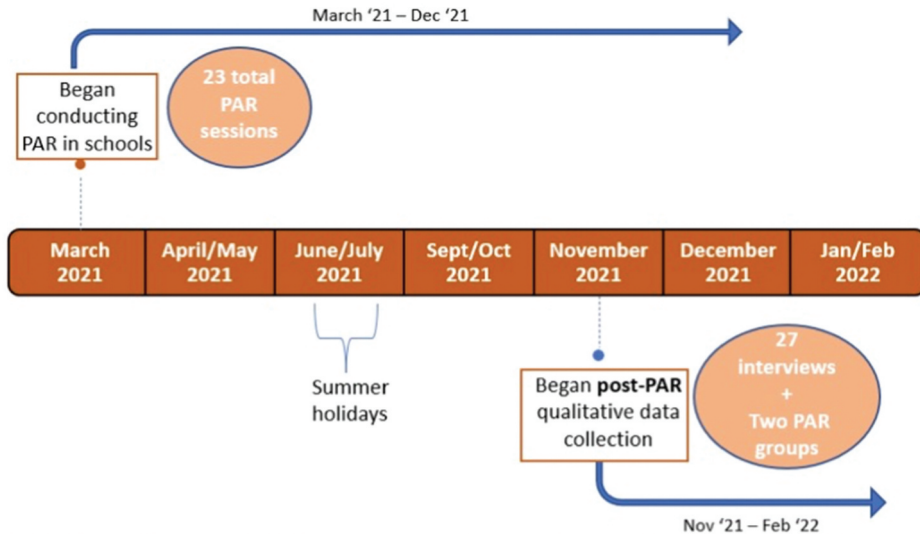 March ‘21 – Dec ‘21
Began
conducting
PAR in schools
23 total
PAR
sessions
March
2021
April/May
2021
June/July
2021
Sept/Oct
2021
November
2021
December
2021
Jan/Feb
2022
Summer
holidays
Began post-PAR
qualitative data
collection
27
interviews
+
Two PAR
groups
Nov ‘21 – Feb ‘22